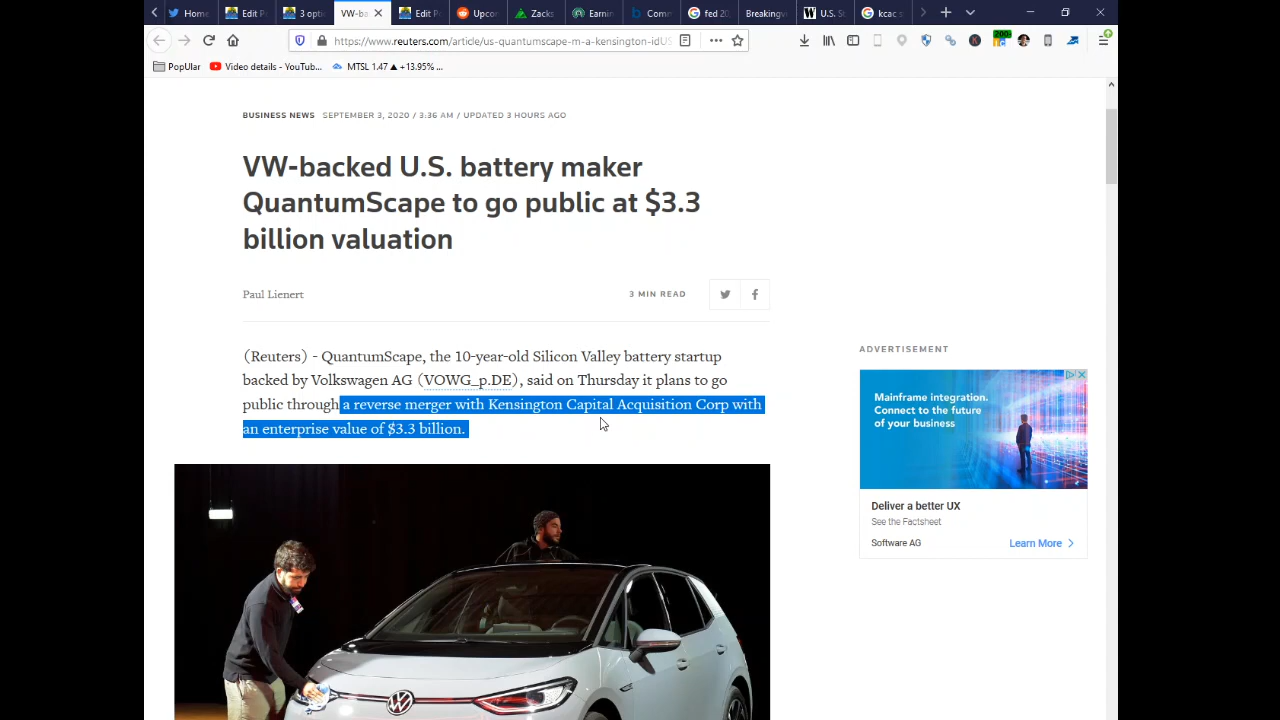 Home
Edit P
3 opti
VW-ba
Edit P
Upcor
Zacks
Earnin
Comm
fed 20
Breakingv
U.S. S
kcac s
https://www.reuters.com/article/us-quantumscape-m-a-kensington-idUS
200
PopUlar
Video details - YouTub...
MTSL 1.47 ▲ +13.95% ...
BUSINESS NEWS SEPTEMBER 3, 2020 / 3:36 AM / UPDATED 3 HOURS AGO
VW-backed U.S. battery maker
QuantumScape to go public at $3.3
billion valuation
Paul Lienert
3 MIN READ
(Reuters) - QuantumScape, the 10-year-old Silicon Valley battery startup
backed by Volkswagen AG (VOWG_p.DE), said on Thursday it plans to go
public through a reverse merger with Kensington Capital Acquisition Corp with
an enterprise value of $3.3 billion.
ADVERTISEMENT
Mainframe integration.
Connect to the future
of your business
Deliver a better UX
See the Factsheet
Software AG
Learn More